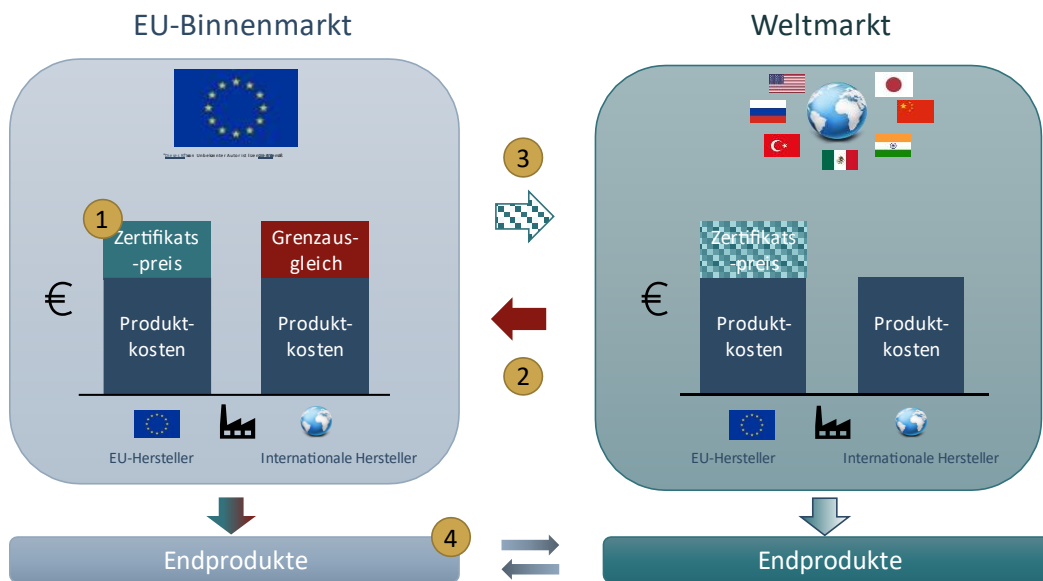 EU-Binnenmarkt
Weltmarkt
3
1
Zertifikats
-preis
Grenzaus-
gleich
Zertifikats
-preis
€
Produkt-
kosten
Produkt-
kosten
€
Produkt-
kosten
Produkt-
kosten
2
EU-Hersteller
Internationale Hersteller
EU-Hersteller
Internationale Hersteller
4
Endprodukte
Endprodukte